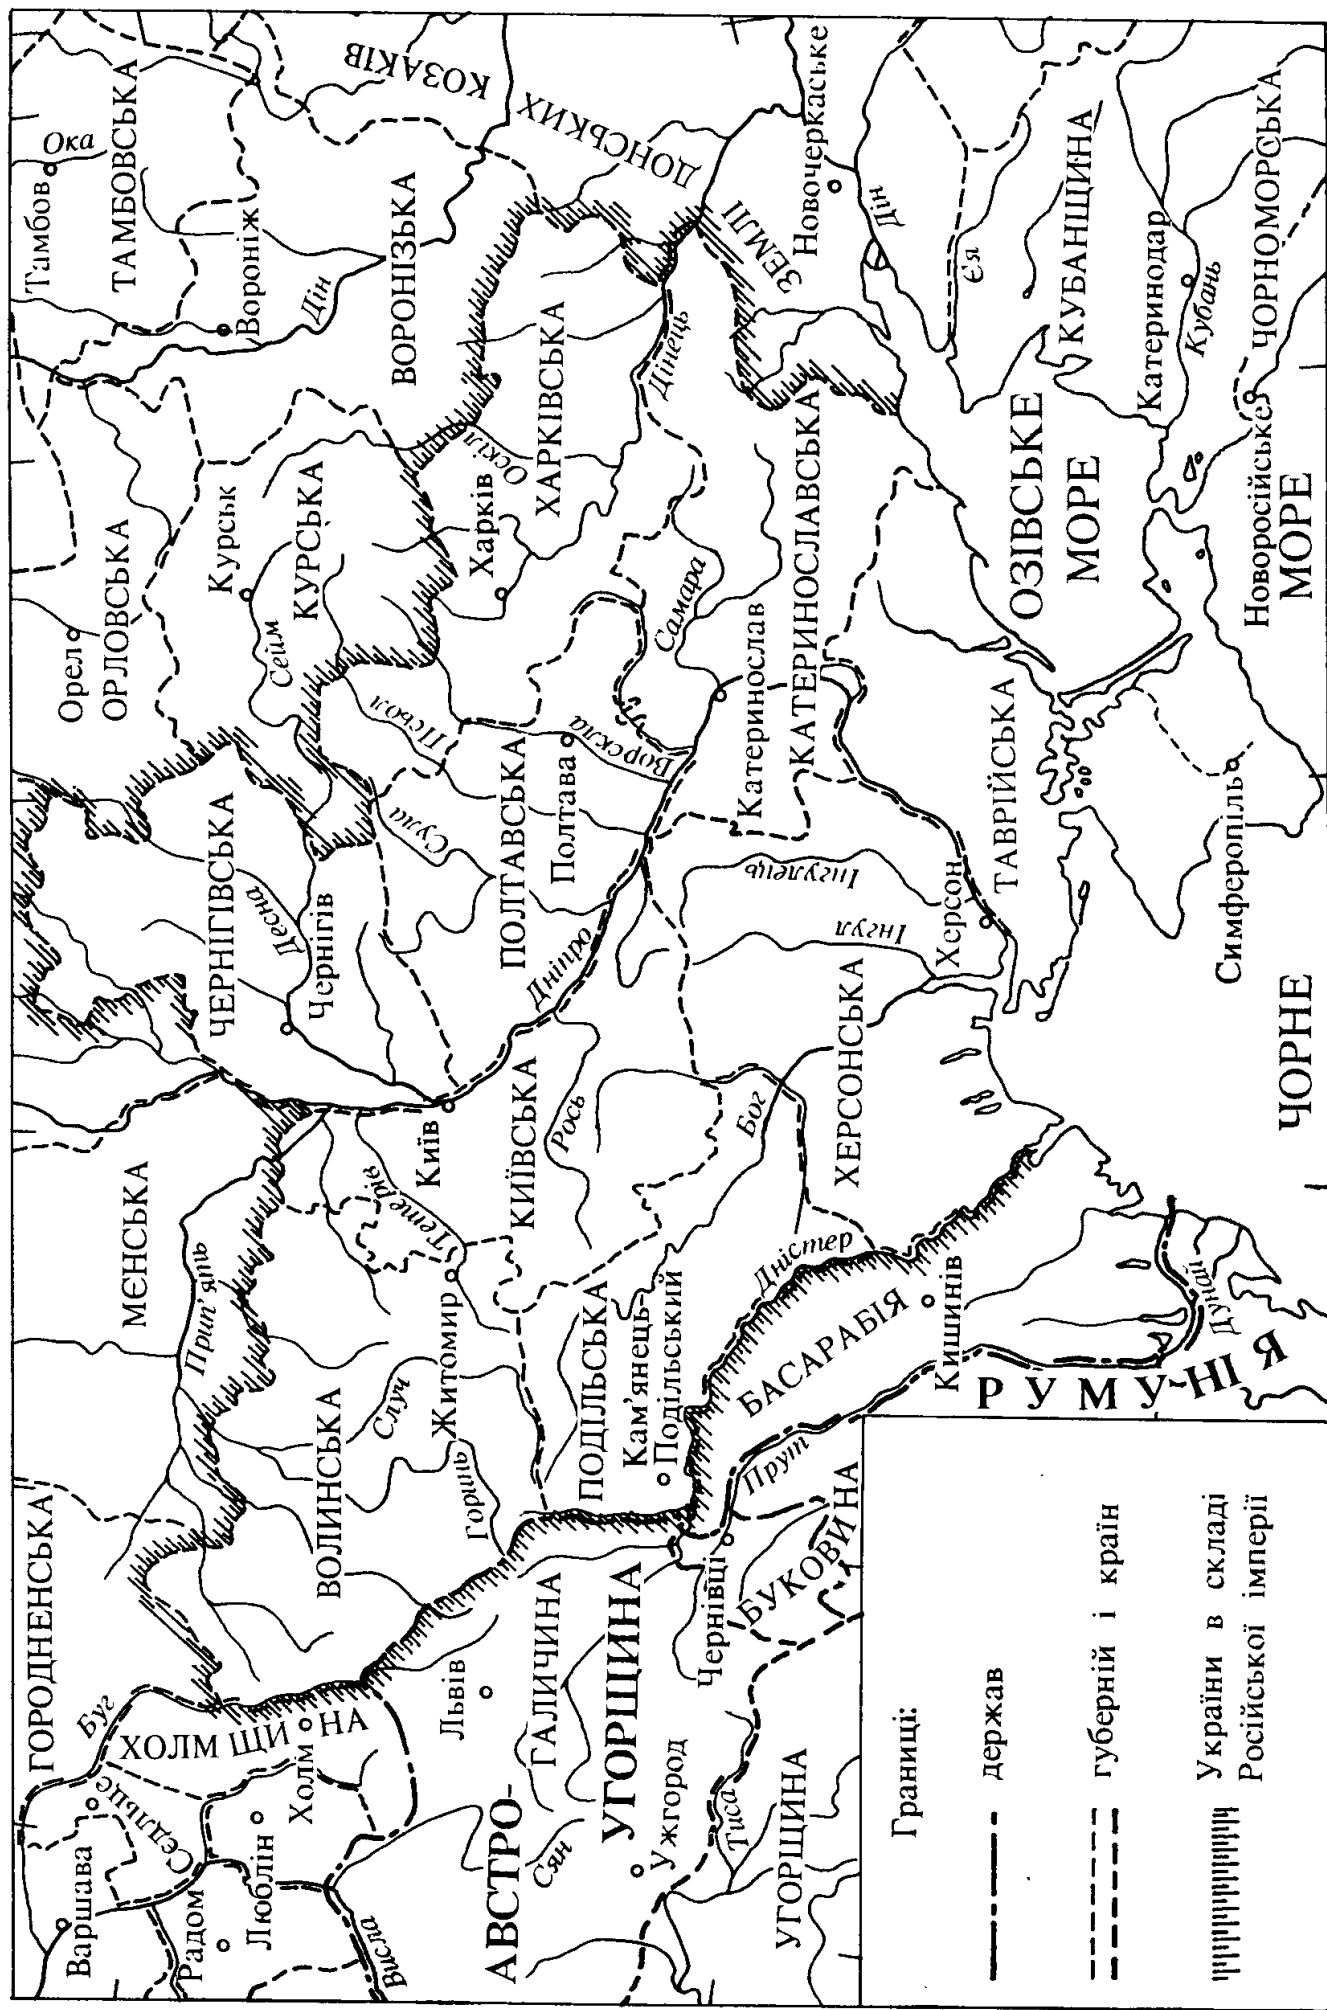 ГОРОДНЕНСЬКА
МЄНСЬКА
Варшава
Сєдльцє
Буг
ХОЛМЩИНА
Радом
Люблін
Холм
Висла
Прип'ять
ВОЛИНСЬКА
Случ
Житомир
Горинь
Тетерів
Київ
КИЇВСЬКА
Рось
ЧЕРНІГІВСЬКА
Десна
Чернігів
Орел
ОРЛОВСЬКА
Курськ
Сейм
КУРСЬКА
Тамбов
Ока
ТАМБОВСЬКА
Вороніж
Дін
ВОРОНІЗЬКА
ЗЕМЛІ
ДОНСЬКИХ
КОЗАКІВ
Псьол
Сула
ПОЛТАВСЬКА
Полтава
Ворскла
Дніпро
Харків
Оскіл
ХАРКІВСЬКА
Дінець
Самара
Катеринослав
КАТЕРИНОСЛАВСЬКА
Новочеркаське
Дін
Єя
КУБАНЩИНА
Катеринодар
Кубань
ЧОРНОМОРСЬКА
Новоросійське
ОЗІВСЬКЕ
МОРЕ
АВСТРО-
УГОРЩИНА
Львів
ГАЛИЧИНА
Сян
Ужгород
Тиса
УГОРЩИНА
Чернівці
БУКОВИНА
Прут
ПОДІЛЬСЬКА
Кам'янець-
Подільський
Дністер
БАСАРАБІЯ
Кишинів
РУМУ-НІЯ
Дунай
Бог
ХЕРСОНСЬКА
Інгул
Інгулець
Херсон
ТАВРІЙСЬКА
Симферопіль
ЧОРНЕ
МОРЕ
Границі:
держав
губерній і країн
України в складі
Російської імперії